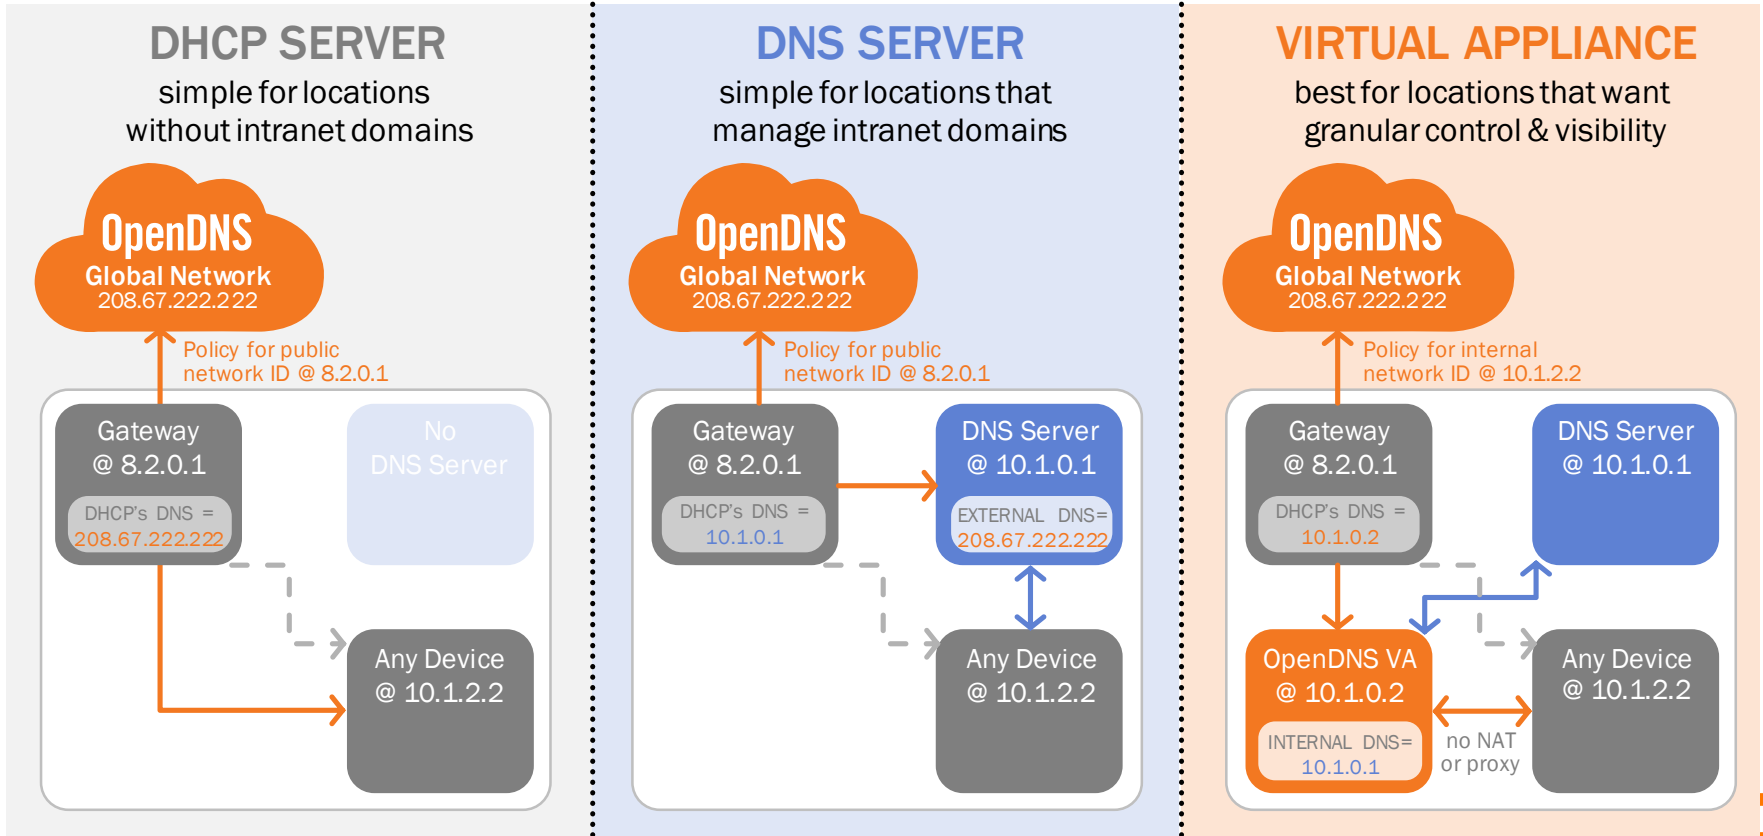 DHCP SERVER
simple for locations
without intranet domains
OpenDNS
Global Network
208.67.222.222
Policy for public
network ID @ 8.2.0.1
Gateway
@ 8.2.0.1
DHCP's DNS =
208.67.222.222
No
DNS Server
Any Device
@ 10.1.2.2
DNS SERVER
simple for locations that
manage intranet domains
OpenDNS
Global Network
208.67.222.222
Policy for public
network ID @ 8.2.0.1
Gateway
@ 8.2.0.1
DHCP's DNS =
10.1.0.1
DNS Server
@ 10.1.0.1
EXTERNAL DNS=
208.67.222.222
Any Device
@ 10.1.2.2
VIRTUAL APPLIANCE
best for locations that want
granular control & visibility
OpenDNS
Global Network
208.67.222.222
Policy for internal
network ID @ 10.1.2.2
Gateway
@ 8.2.0.1
DHCP's DNS =
10.1.0.2
DNS Server
@ 10.1.0.1
OpenDNS VA
@ 10.1.0.2
INTERNAL DNS=
10.1.0.1
no NAT
or proxy
Any Device
@ 10.1.2.2